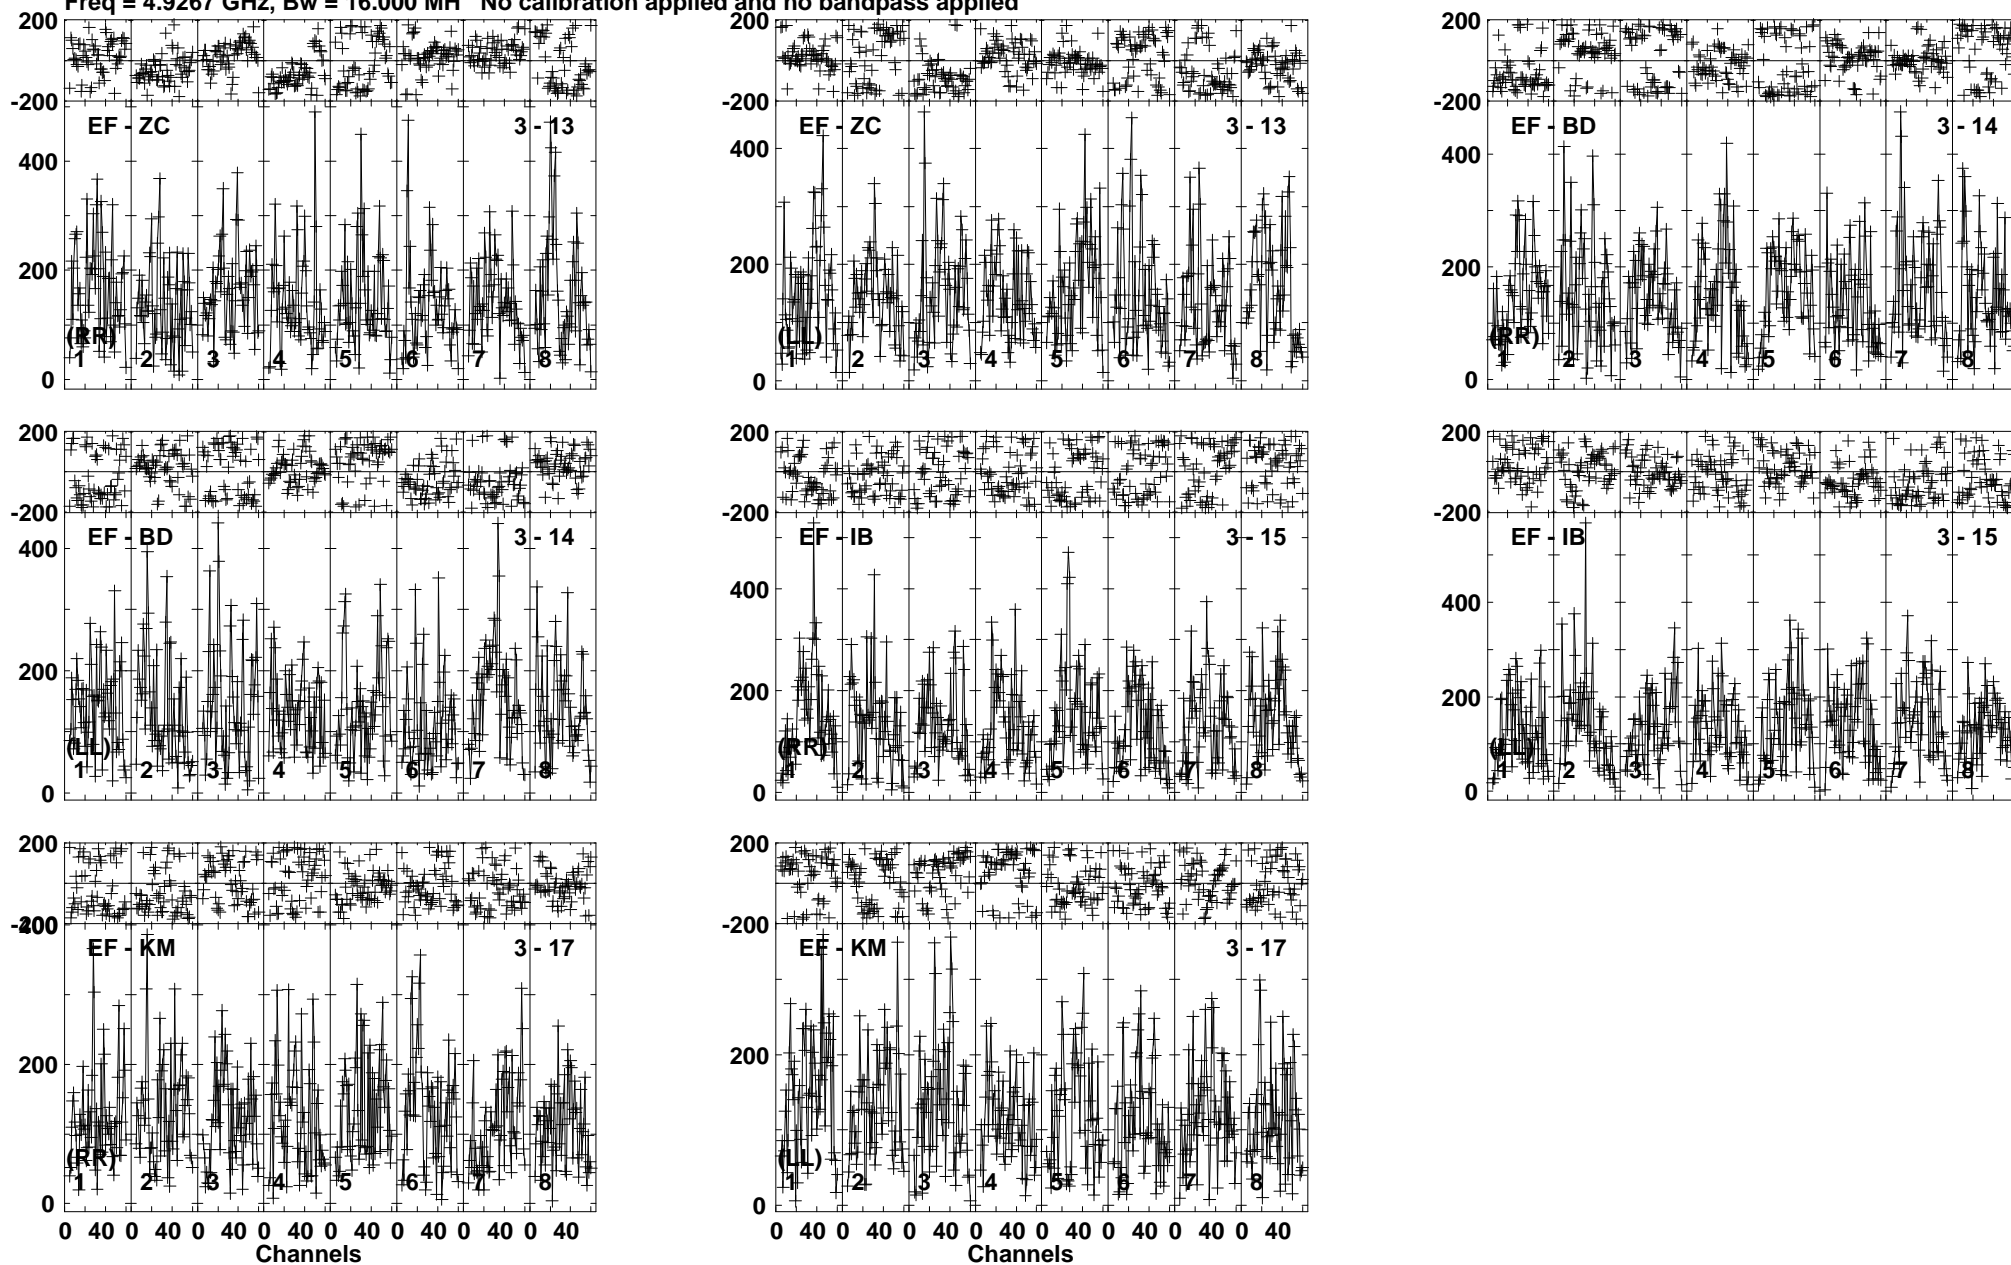 Freq = 4.9267 GHz, Bw = 16.000 MH No calibration applied and no bandpass applied
200 200 200
-200 -200 -200
EF - ZC 3 - 13 EF - ZC 3 - 13 EF - BD 3 - 14
400 400 400
200 200 200
(RR) (LL) (RR)
1 2 3 4 5 6 7 8 1 2 3 4 5 6 7 8 1 2 3 4 5 6 7 8
0 0 0
200 200 200
-200 -200 -200
EF - BD 3 - 14 EF - IB 3 - 15 EF - IB 3 - 15
400 400 400
200 200 200
(LL) (RR) (LL)
1 2 3 4 5 6 7 8 1 2 3 4 5 6 7 8 1 2 3 4 5 6 7 8
0 0 0
200 200
-200 -200
400
EF - KM 3 - 17 EF - KM 3 - 17
200 200
(RR) (LL)
1 2 3 4 5 6 7 8 1 2 3 4 5 6 7 8
0 0
0 40 0 40 0 40 0 40 0 40 0 40 0 40 0 40 0 40 0 40 0 40 0 40 0 40 0 40 0 40 0 40
Channels Channels